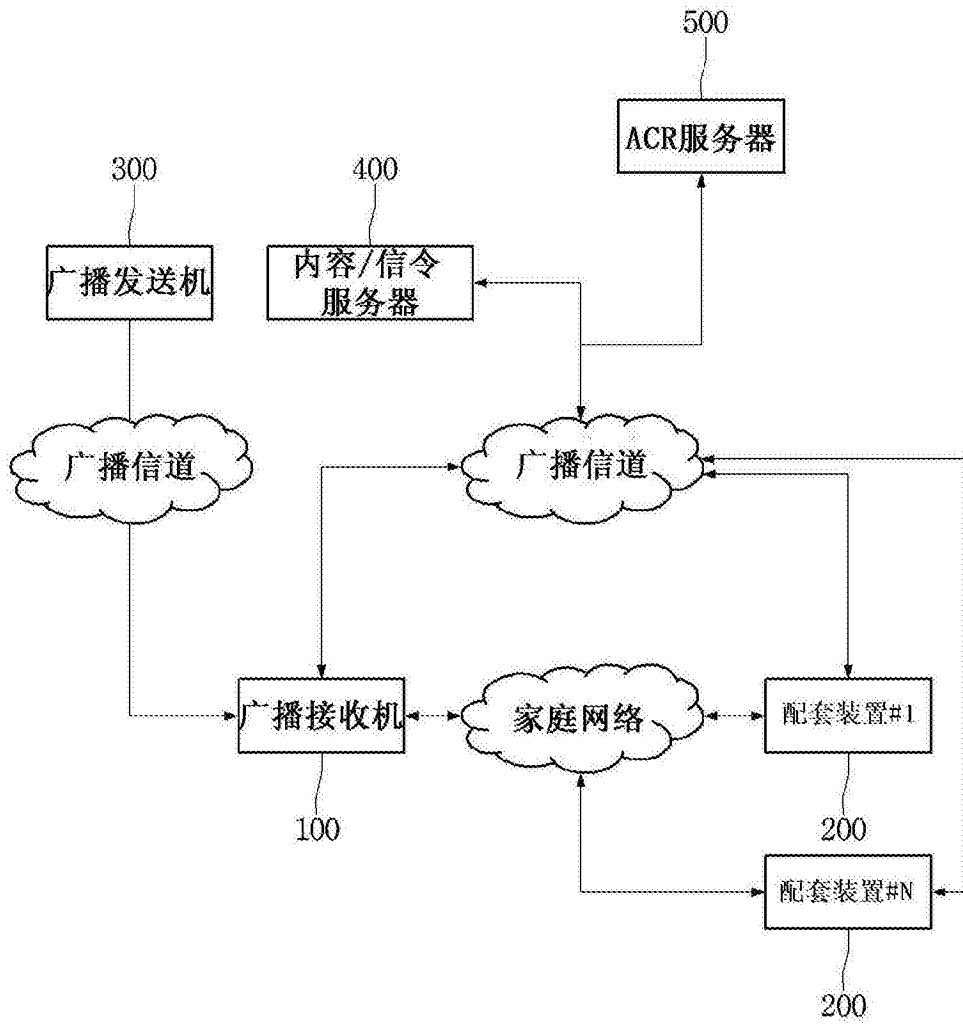 500
ACR服务器
300
400
广播发送机
内容/信令
服务器
广播信道
广播信道
广播接收机
家庭网络
配套装置#1
100
200
配套装置#N
200